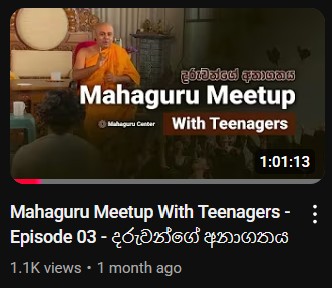 දරුවන්ගේ අනාගතය
Mahaguru Meetup
Mahaguru Center
With Teenagers
1:01:13
Mahaguru Meetup With Teenagers -
Episode 03 - දරුවන්ගේ අනාගතය
1.1K views • 1 month ago